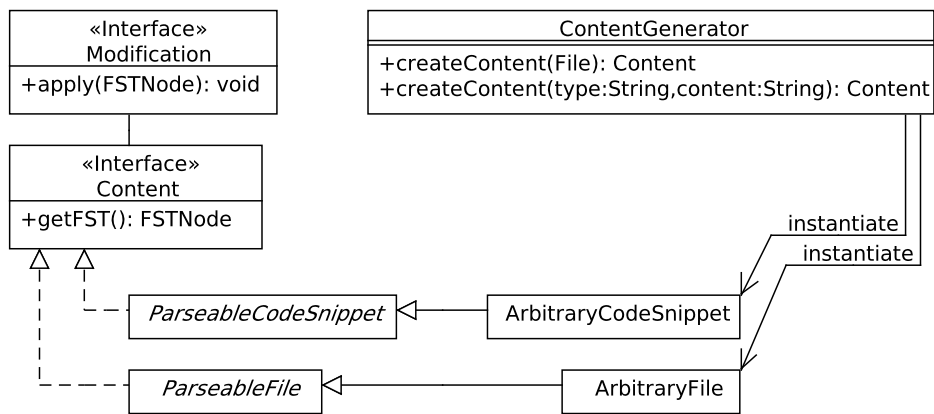 «Interface»
Modification
+apply(FSTNode): void
ContentGenerator
+createContent(File): Content
+createContent(type:String,content:String): Content
«Interface»
Content
+getFST(): FSTNode
instantiate
instantiate
ParseableCodeSnippet
ArbitraryCodeSnippet
ParseableFile
ArbitraryFile